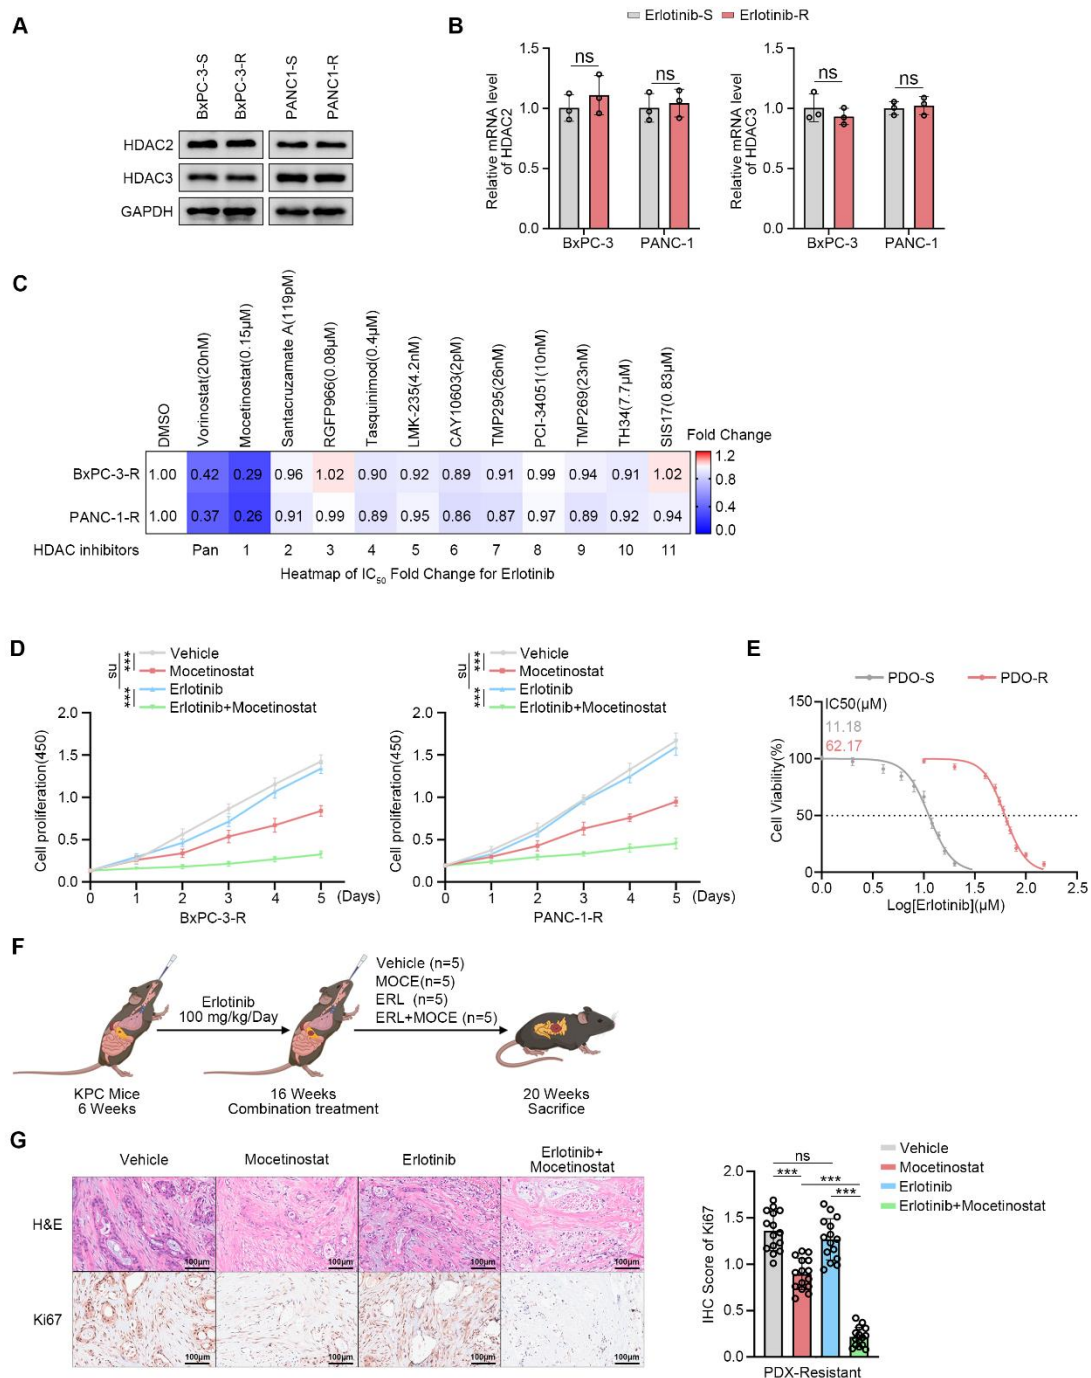 A
BxPC-3-S
BxPC-3-R
PANC1-S
PANC1-R
HDAC2
HDAC3
GAPDH
B
Erlotinib-S
Erlotinib-R
Relative mRNA level
of HDAC2
1.5
1.0
0.5
0.0
ns
ns
BxPC-3
PANC-1
Relative mRNA level
of HDAC3
1.5
1.0
0.5
0.0
ns
ns
BxPC-3
PANC-1
C
DMSO
Vorinostat(20nM)
Mocetinostat(0.15μM)
Santacruzamate A(119pM)
RGFP966(0.08μM)
Tasquinimod(0.4μM)
LMK-235(4.2nM)
CAY10603(2pM)
TMP295(26nM)
PCI-34051(10nM)
TMP269(23nM)
TH34(7.7μM)
SIS17(0.83μM)
Fold Change
1.2
0.8
0.4
0.0
BxPC-3-R 1.00 0.42 0.29 0.96 1.02 0.90 0.92 0.89 0.91 0.99 0.94 0.91 1.02
PANC-1-R 1.00 0.37 0.26 0.91 0.99 0.89 0.95 0.86 0.87 0.97 0.89 0.92 0.94
HDAC inhibitors Pan 1 2 3 4 5 6 7 8 9 10 11
Heatmap of IC50 Fold Change for Erlotinib
D
ns
***
***
Vehicle
Mocetinostat
Erlotinib
Erlotinib+Mocetinostat
Cell proliferation(450)
2.0
1.5
1.0
0.5
0.0
0 1 2 3 4 5 (Days)
BxPC-3-R
ns
***
***
Vehicle
Mocetinostat
Erlotinib
Erlotinib+Mocetinostat
Cell proliferation(450)
2.0
1.5
1.0
0.5
0.0
0 1 2 3 4 5 (Days)
PANC-1-R
E
PDO-S
PDO-R
Cell Viability(%)
150
100
50
0
IC50(μM)
11.18
62.17
0.0 0.5 1.0 1.5 2.0 2.5
Log[Erlotinib](μM)
F
Erlotinib
100 mg/kg/Day
Vehicle (n=5)
MOCE(n=5)
ERL (n=5)
ERL+MOCE (n=5)
KPC Mice
6 Weeks
16 Weeks
Combination treatment
20 Weeks
Sacrifice
G
Vehicle
Mocetinostat
Erlotinib
Erlotinib+
Mocetinostat
H&E
100μm
100μm
100μm
100μm
Ki67
100μm
100μm
100μm
100μm
Vehicle
Mocetinostat
Erlotinib
Erlotinib+Mocetinostat
IHC Score of Ki67
2.0
1.5
1.0
0.5
0.0
ns
***
***
***
PDX-Resistant